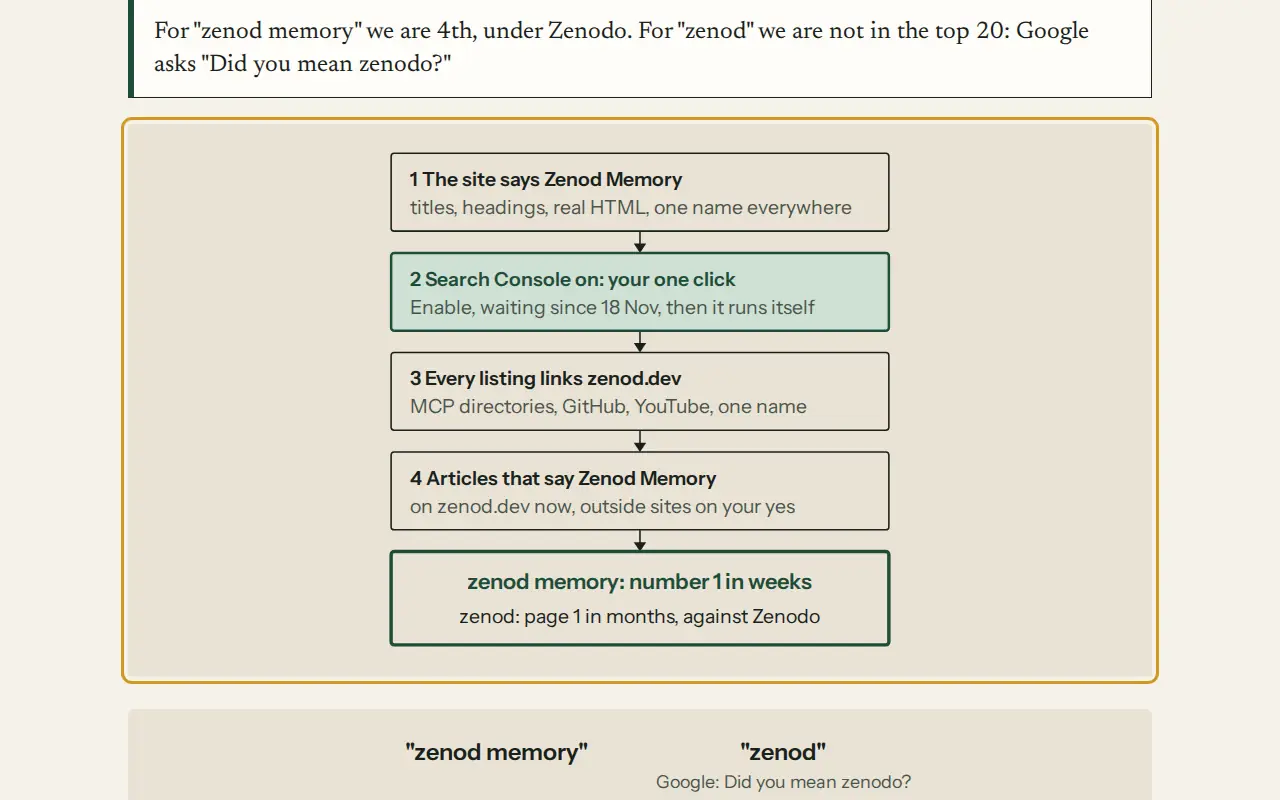 For "zenod memory" we are 4th, under Zenodo. For "zenod" we are not in the top 20: Google
asks "Did you mean zenodo?"
1 The site says Zenod Memory
titles, headings, real HTML, one name everywhere
2 Search Console on: your one click
Enable, waiting since 18 Nov, then it runs itself
3 Every listing links zenod.dev
MCP directories, GitHub, YouTube, one name
4 Articles that say Zenod Memory
on zenod.dev now, outside sites on your yes
zenod memory: number 1 in weeks
zenod: page 1 in months, against Zenodo
"zenod memory"
"zenod"
Google: Did you mean zenodo?